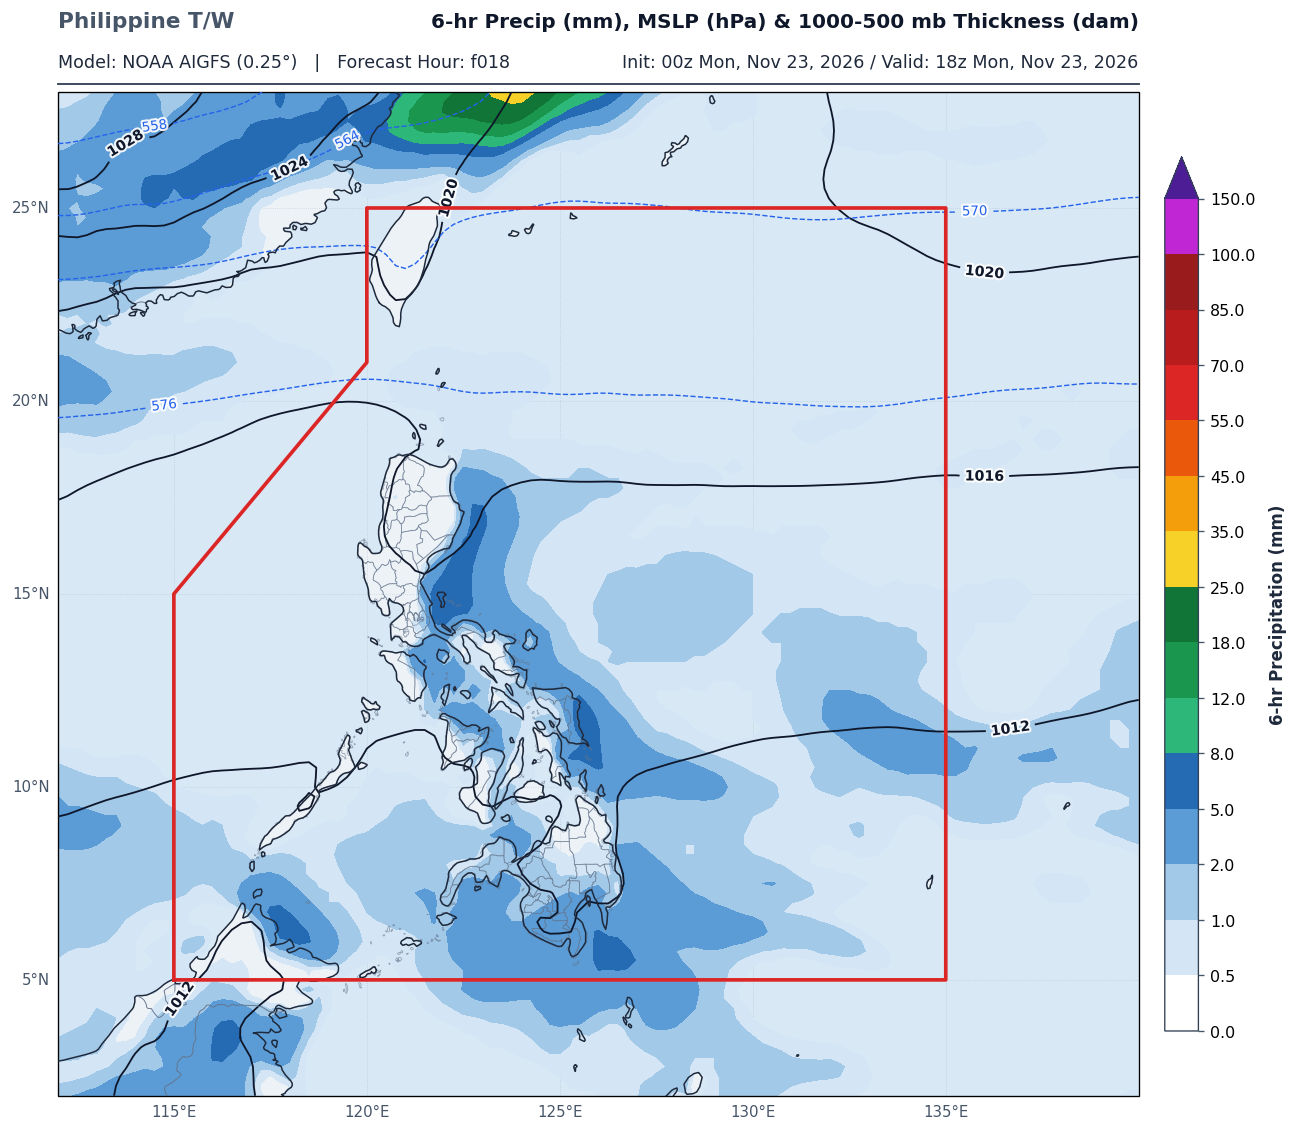 Philippine T/W
6-hr Precip (mm), MSLP (hPa) & 1000-500 mb Thickness (dam)
Model: NOAA AIGFS (0.25°) | Forecast Hour: f018
Init: 00z Mon, Nov 23, 2026 / Valid: 18z Mon, Nov 23, 2026
1028
558
564
1024
1020
570
1020
576
1016
1012
1012
25°N
20°N
15°N
10°N
5°N
115°E
120°E
125°E
130°E
135°E
150.0
100.0
85.0
70.0
55.0
45.0
35.0
25.0
18.0
12.0
8.0
5.0
2.0
1.0
0.5
0.0
6-hr Precipitation (mm)